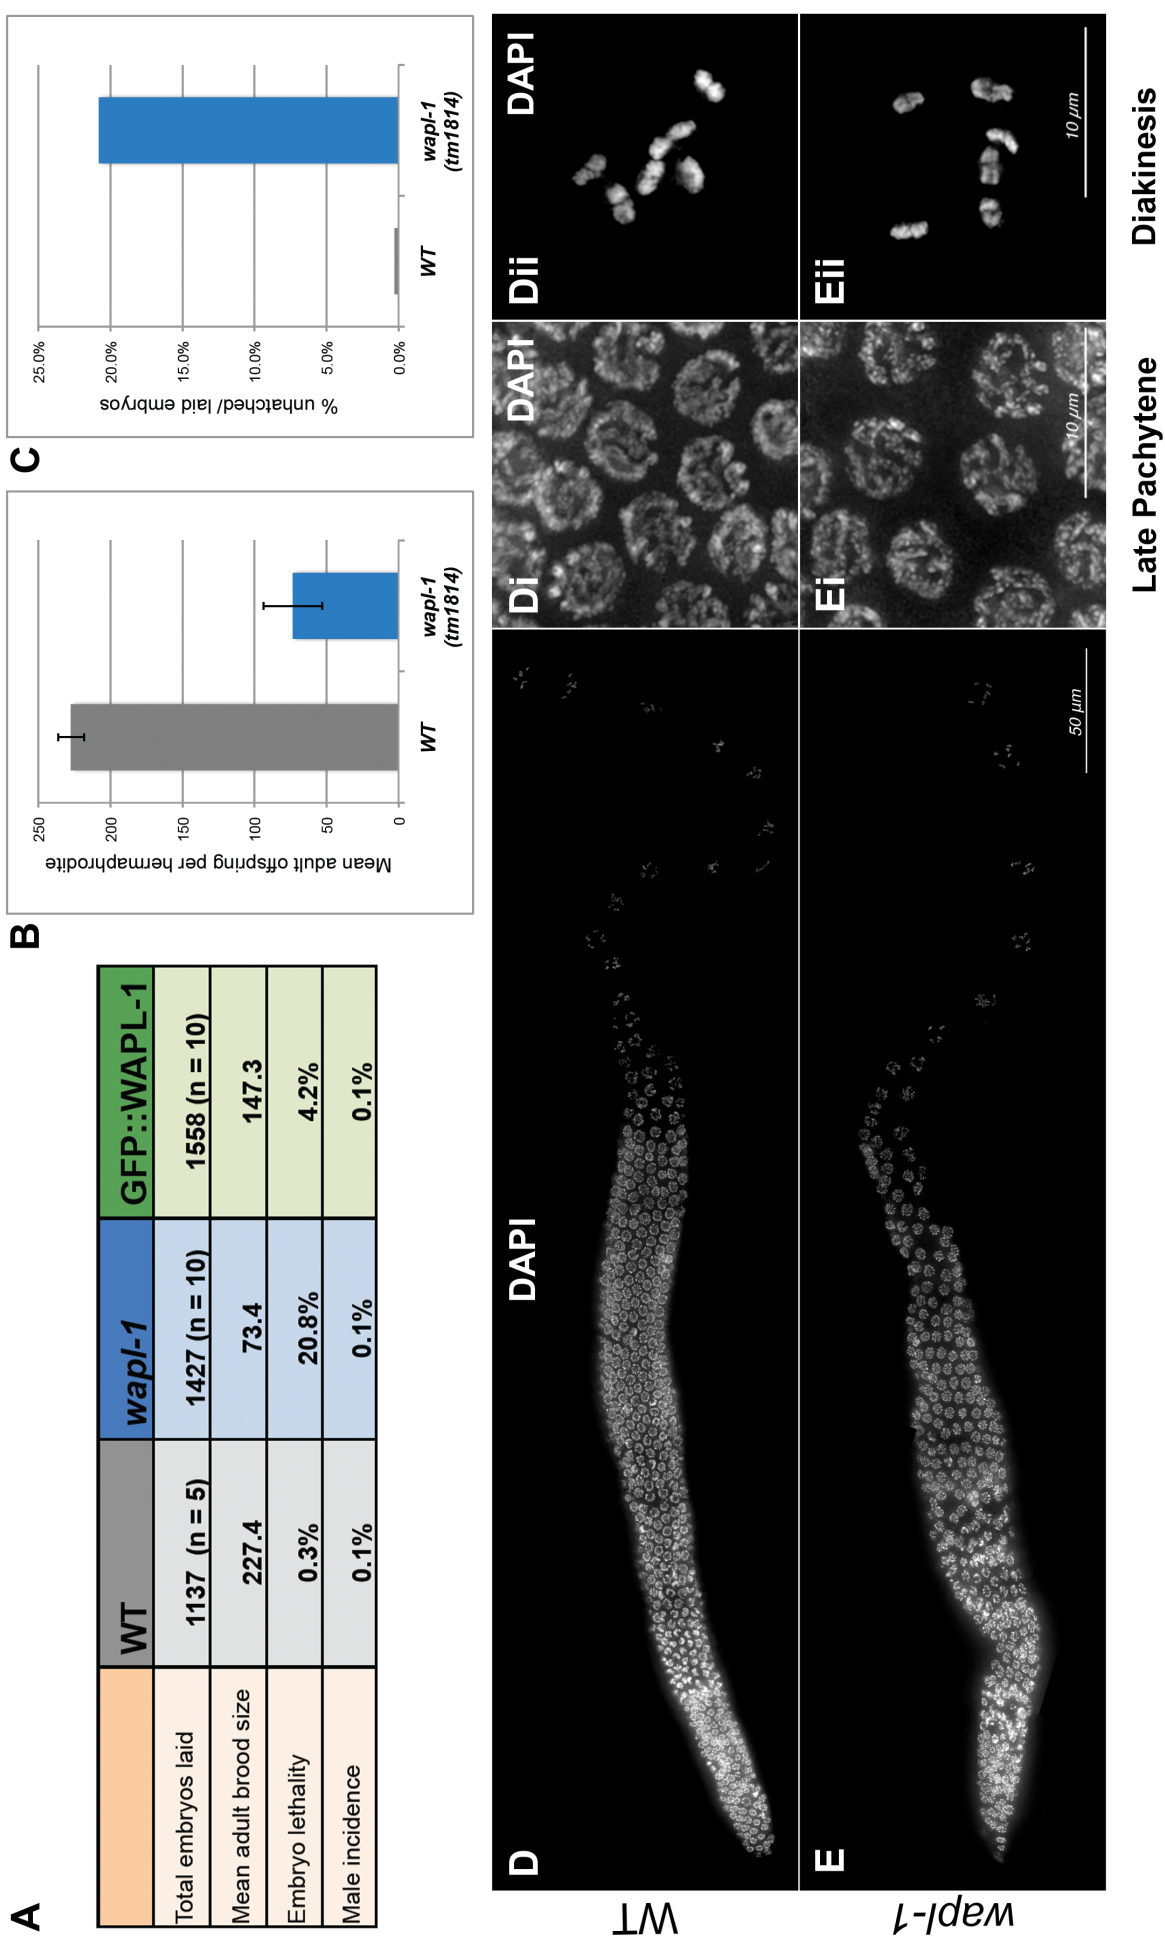 A
WT
wapl-1
GFP::WAPL-1
Total embryos laid
1137 (n = 5)
1427 (n = 10)
1558 (n = 10)
Mean adult brood size
227.4
73.4
147.3
Embryo lethality
0.3%
20.8%
4.2%
Male incidence
0.1%
0.1%
0.1%
B
Mean adult offspring per hermaphrodite
250
200
150
100
50
0
WT
wapl-1
(tm1814)
C
% unhatched/ laid embryos
25.0%
20.0%
15.0%
10.0%
5.0%
0.0%
WT
wapl-1
(tm1814)
WT
D
DAPI
Di
DAPI
Dii
DAPI
wapl-1
E
50 µm
Ei
10 µm
Eii
10 µm
Late Pachytene
Diakinesis